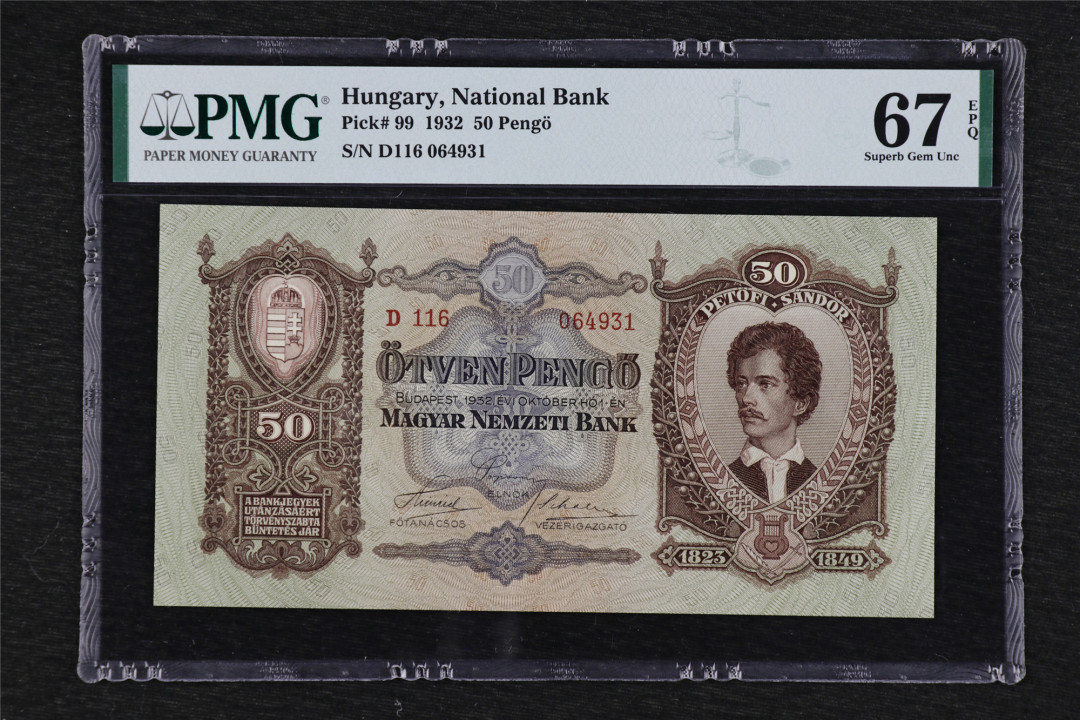 PMG®
PAPER MONEY GUARANTY
Hungary, National Bank
Pick# 99 1932 50 Pengö
S/N D116 064931
67
EPQ
Superb Gem Unc
50
50
PETŐFI · SÁNDOR
D 116
064931
ÖTVEN PENGŐ
BUDAPEST, 1932. ÉVI OKTÓBER HÓ 1-ÉN
MAGYAR NEMZETI BANK
50
ELNÖK
FŐTANÁCSOS
VEZÉRIGAZGATÓ
A BANKJEGYEK
UTÁNZÁSÁÉRT
TÖRVÉNYSZABTA
BÜNTETÉS JÁR
1823
1849